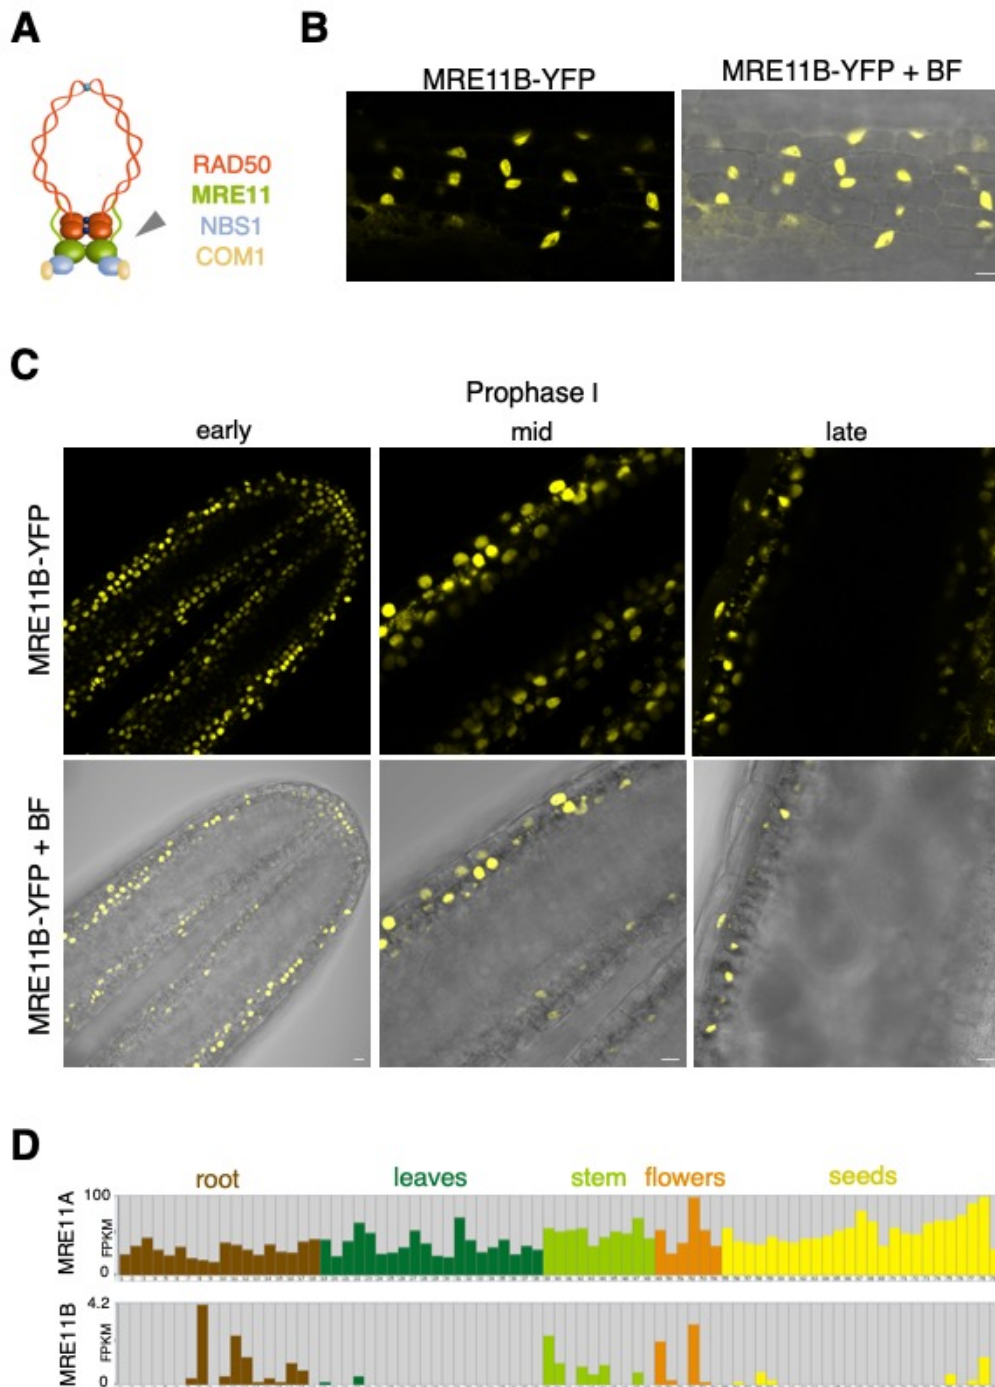 A
B
RAD50
MRE11
NBS1
COM1
MRE11B-YFP
MRE11B-YFP + BF
C
Prophase I
early
mid
late
MRE11B-YFP
MRE11B-YFP + BF
D
root
leaves
stem
flowers
seeds
MRE11A
FPKM
100
0
MRE11B
FPKM
4.2
0